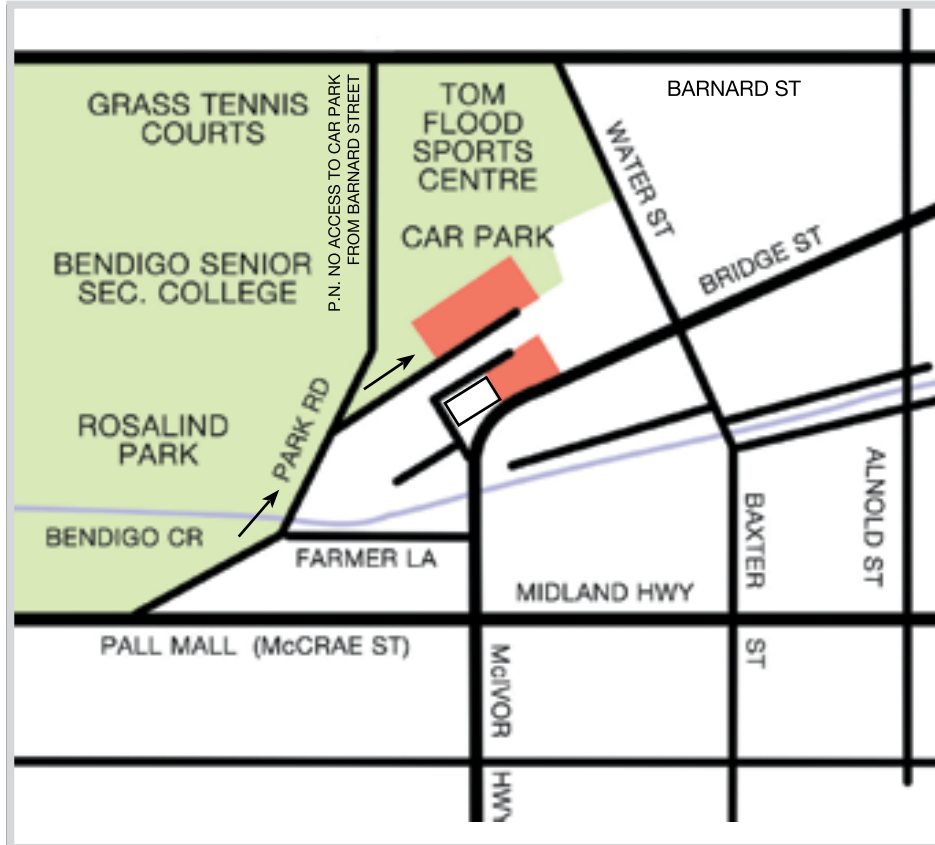 BARNARD ST
GRASS TENNIS
COURTS
P.N. NO ACCESS TO CAR PARK
FROM BARNARD STREET
TOM
FLOOD
SPORTS
CENTRE
CAR PARK
WATER ST
BRIDGE ST
BENDIGO SENIOR
SEC. COLLEGE
ROSALIND
PARK
PARK RD
BENDIGO CR
FARMER LA
MIDLAND HWY
BAXTER
ST
ALNOLD ST
PALL MALL (McCRAE ST)
McIVOR
HWY